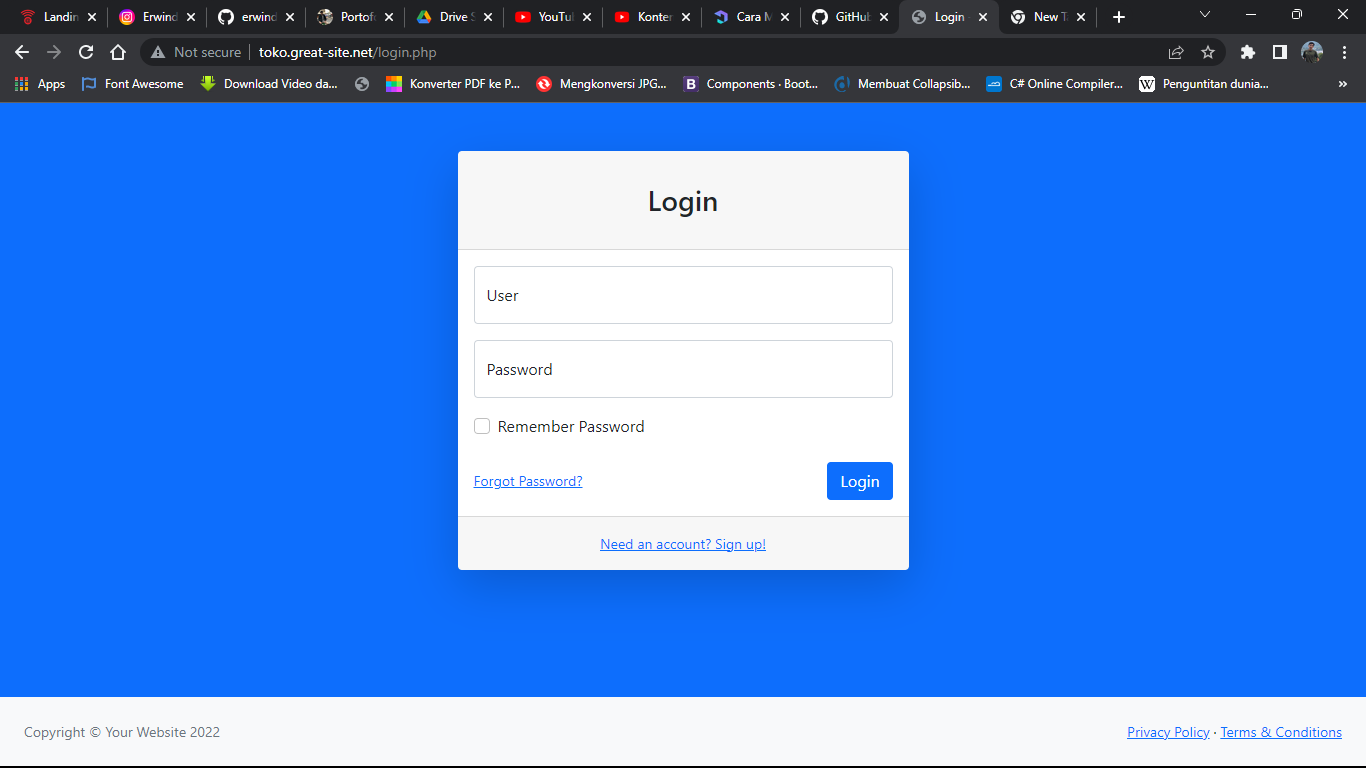 Landin Erwind erwind Portofo Drive S YouTub Konter Cara M GitHub Login New T
Not secure toko.great-site.net/login.php
Apps Font Awesome Download Video da... Konverter PDF ke P... Mengkonversi JPG... B Components · Boot... Membuat Collapsib... C# Online Compiler... W Penguntitan dunia... »
Login
User
Password
Remember Password
Forgot Password?
Login
Need an account? Sign up!
Copyright © Your Website 2022
Privacy Policy · Terms & Conditions